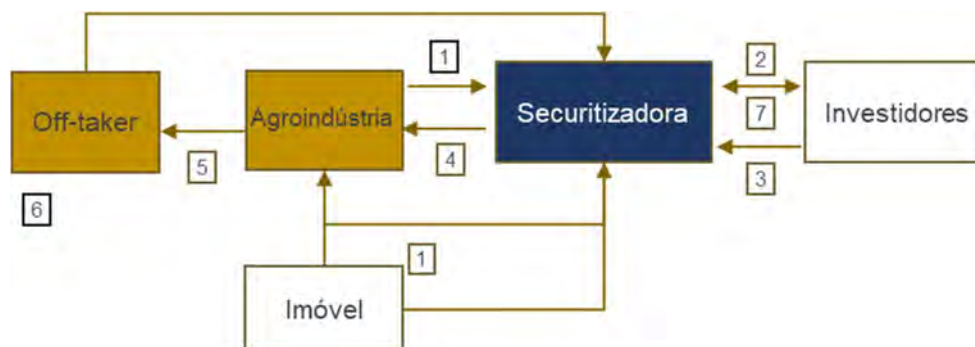 1
2
Off-taker
Agroindústria
Securitizadora
Investidores
7
5
4
3
6
1
Imóvel